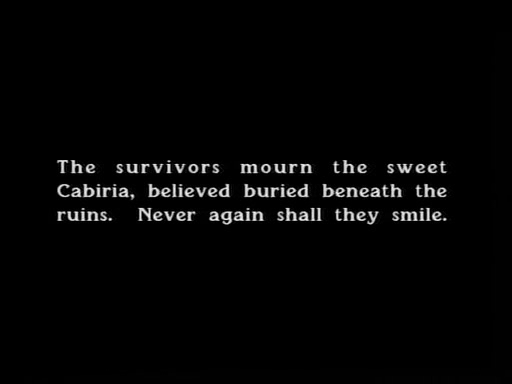 The survivors mourn the sweet
Cabiria, believed buried beneath the
ruins. Never again shall they smile.